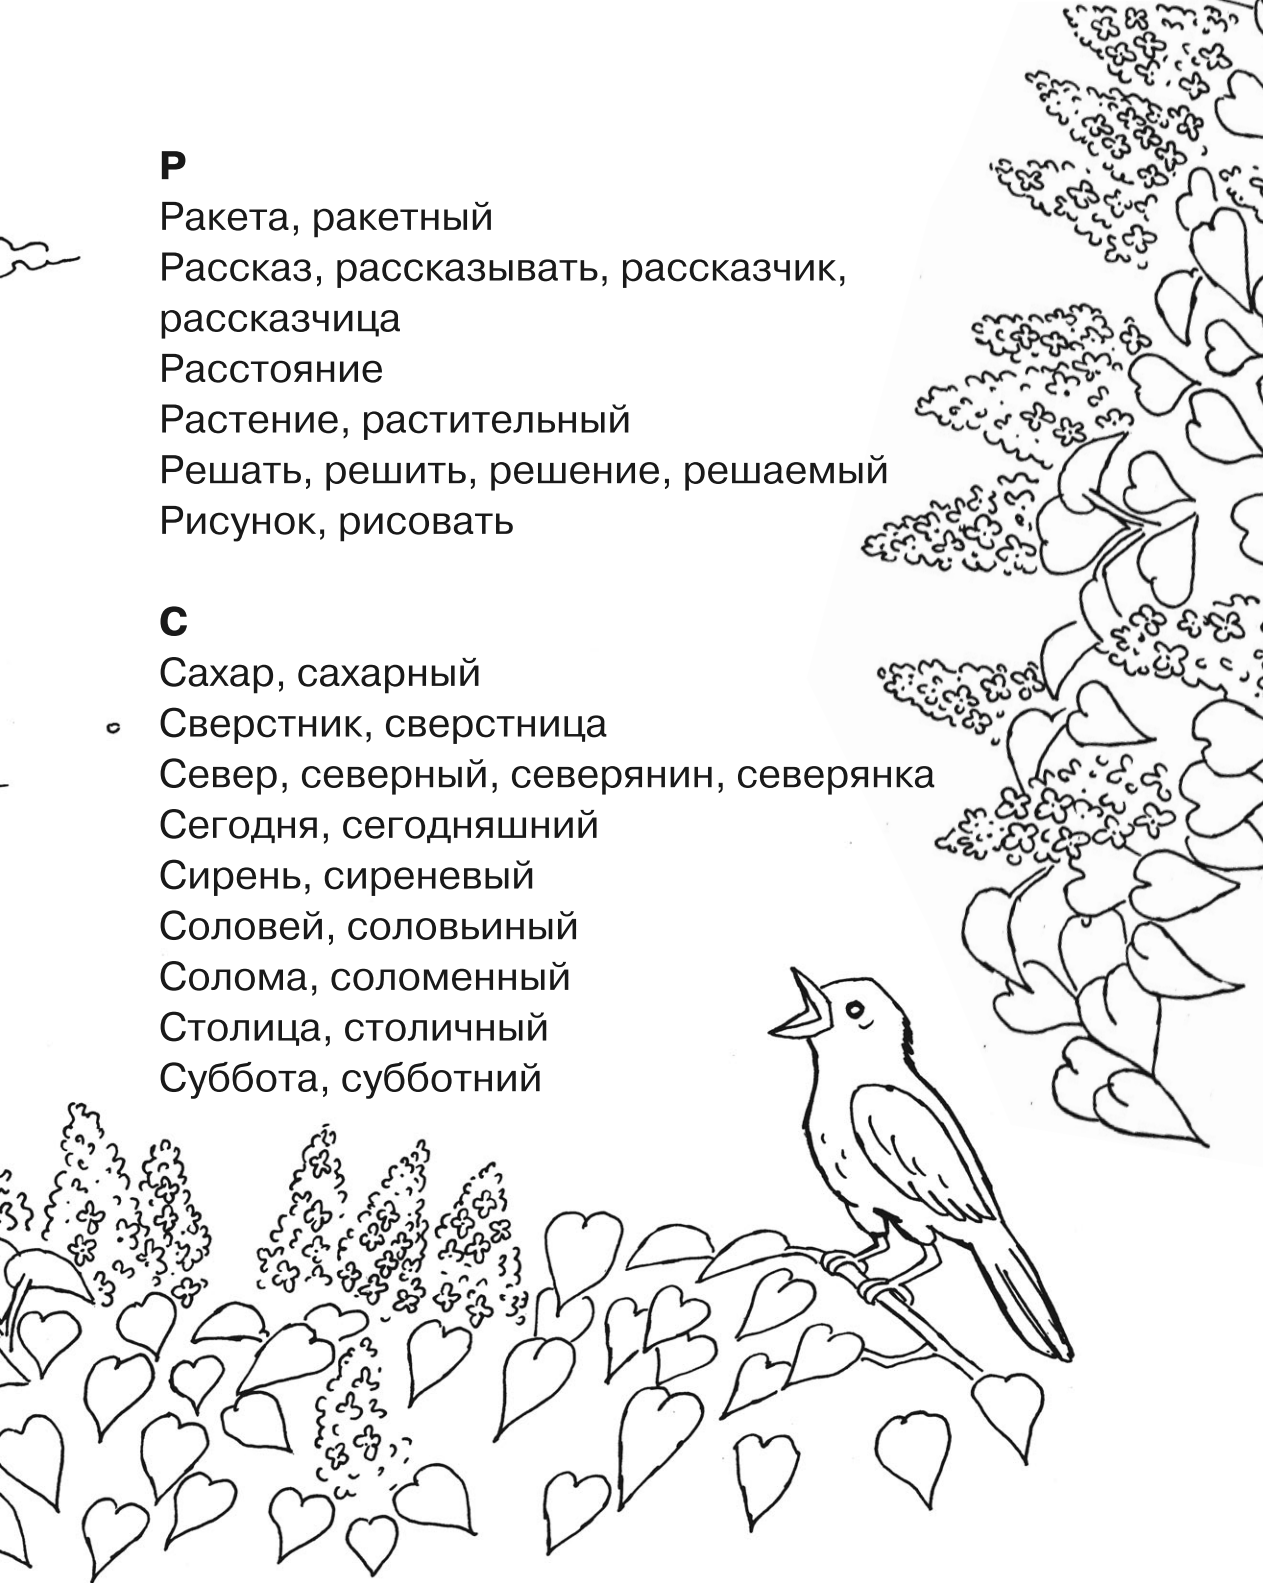 Р
Ракета, ракетный
Рассказ, рассказывать, рассказчик,
рассказчица
Расстояние
Растение, растительный
Решать, решить, решение, решаемый
Рисунок, рисовать
С
Сахар, сахарный
Сверстник, сверстница
Север, северный, северянин, северянка
Сегодня, сегодняшний
Сирень, сиреневый
Соловей, соловьиный
Солома, соломенный
Столица, столичный
Суббота, субботний